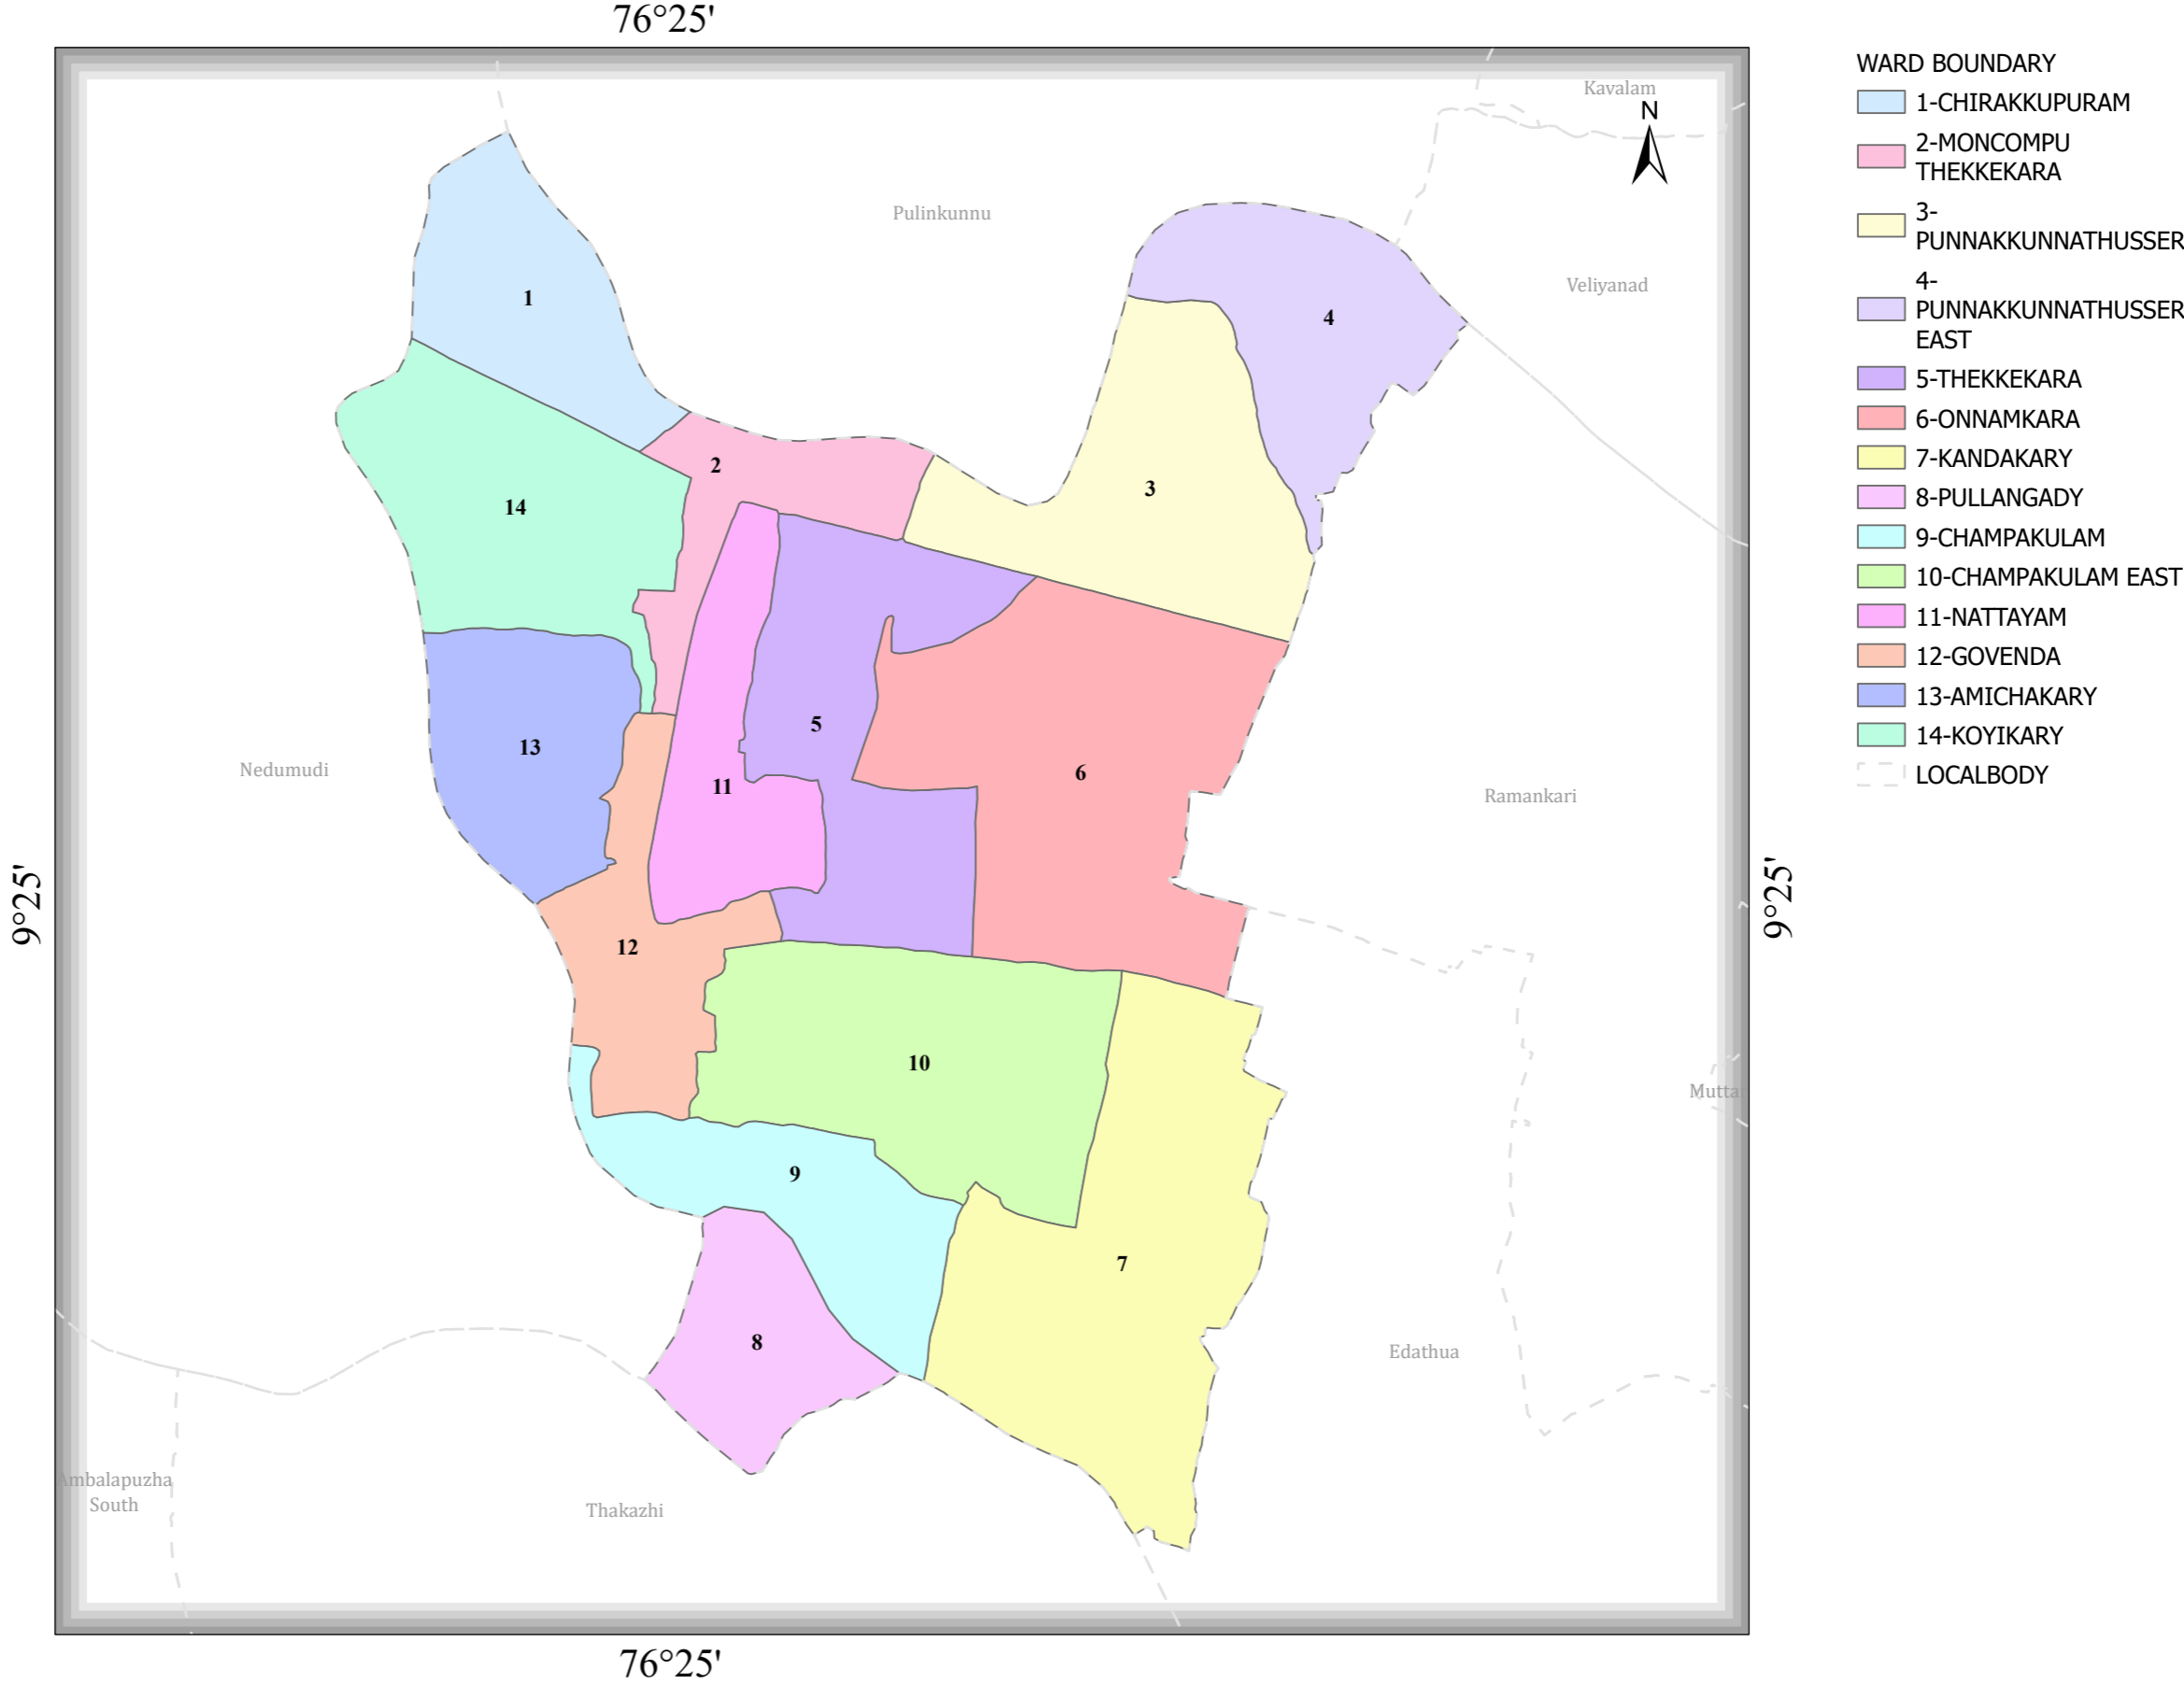 76°25'
WARD BOUNDARY
1-CHIRAKKUPURAM
2-MONCOMPU
THEKKEKARA
3-
PUNNAKKUNNATHUSSER
4-
PUNNAKKUNNATHUSSER
EAST
5-THEKKEKARA
6-ONNAMKARA
7-KANDAKARY
8-PULLANGADY
9-CHAMPAKULAM
10-CHAMPAKULAM EAST
11-NATTAYAM
12-GOVENDA
13-AMICHAKARY
14-KOYIKARY
LOCALBODY
Kavalam
N
Pulinkunnu
Veliyanad
1
4
2
3
14
5
13
6
11
Nedumudi
Ramankari
9°25'
9°25'
12
10
Mutta
9
7
8
Edathua
Ambalapuzha
South
Thakazhi
76°25'